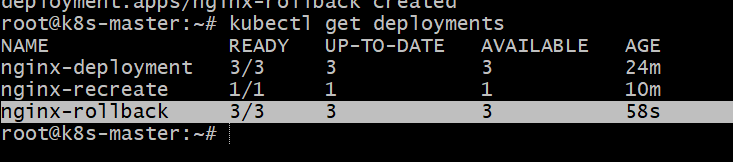 deployment.apps/nginx-rollback created
root@k8s-master:~# kubectl get deployments
NAME READY UP-TO-DATE AVAILABLE AGE
nginx-deployment 3/3 3 3 24m
nginx-recreate 1/1 1 1 10m
nginx-rollback 3/3 3 3 58s
root@k8s-master:~#